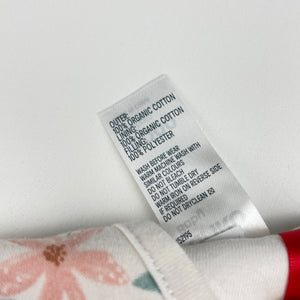 OUTER:
100% ORGANIC COTTON
LINING:
100% ORGANIC COTTON
FILLING:
100% POLYESTER
WASH BEFORE WEAR
WARM MACHINE WASH WITH
SIMILAR COLOURS
DO NOT BLEACH
DO NOT TUMBLE DRY
WARM IRON ON REVERSE SIDE
IF REQUIRED
DO NOT DRYCLEAN